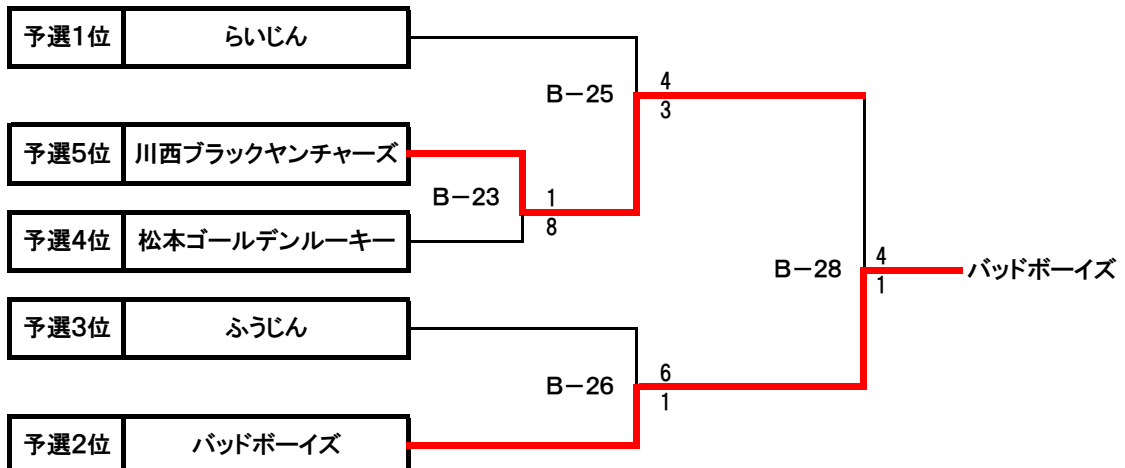 予選1位 らいじん
B－25
4
3
予選5位 川西ブラックヤンチャーズ
B－23
1
8
予選4位 松本ゴールデンルーキー
B－28
4
1
バッドボーイズ
予選3位 ふうじん
B－26
6
1
予選2位 バッドボーイズ